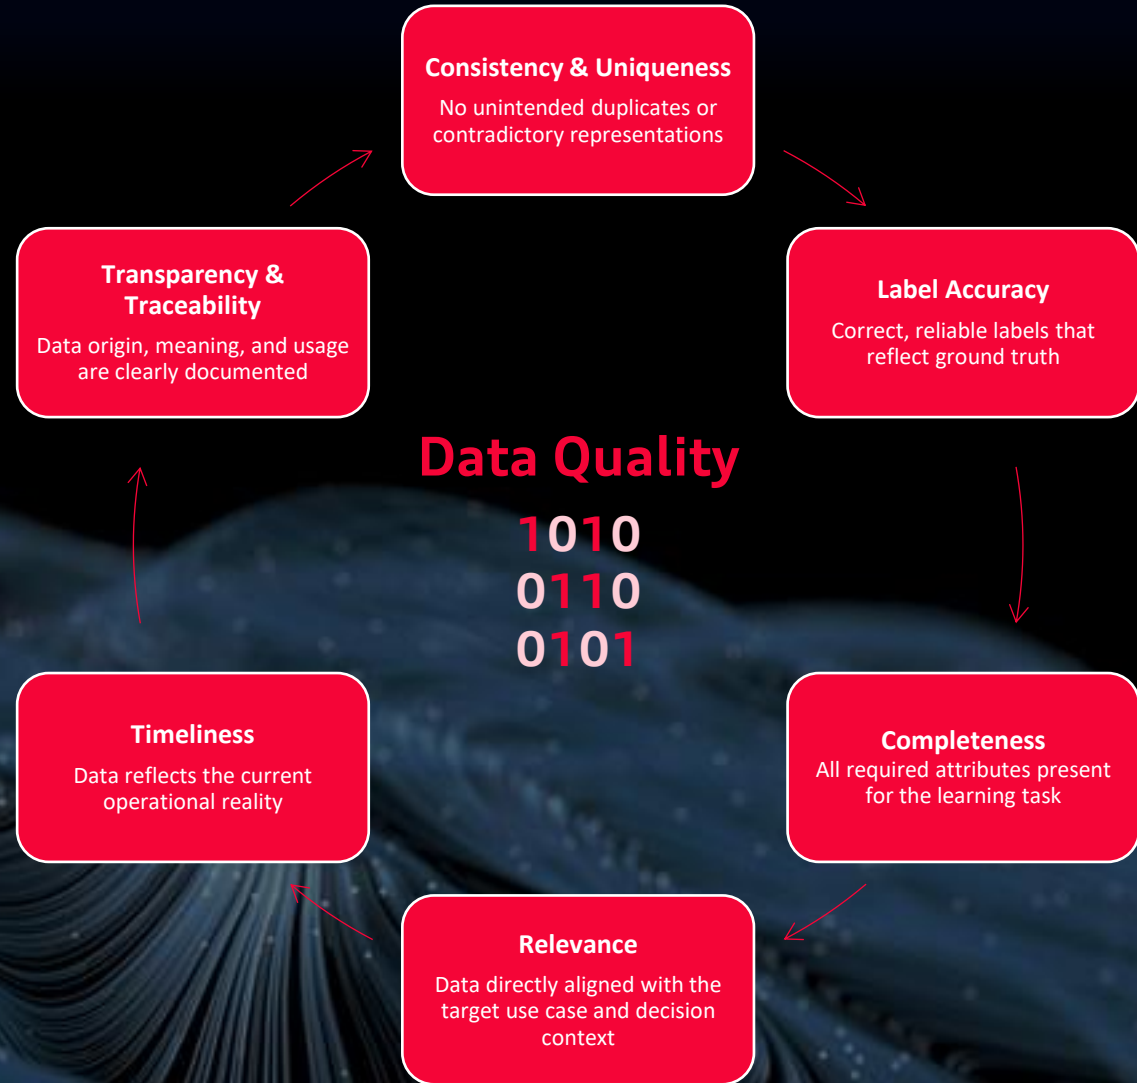 Consistency & Uniqueness
No unintended duplicates or
contradictory representations
Transparency &
Traceability
Data origin, meaning, and usage
are clearly documented
Label Accuracy
Correct, reliable labels that
reflect ground truth
Data Quality
1010
0110
0101
Timeliness
Data reflects the current
operational reality
Completeness
All required attributes present
for the learning task
Relevance
Data directly aligned with the
target use case and decision
context